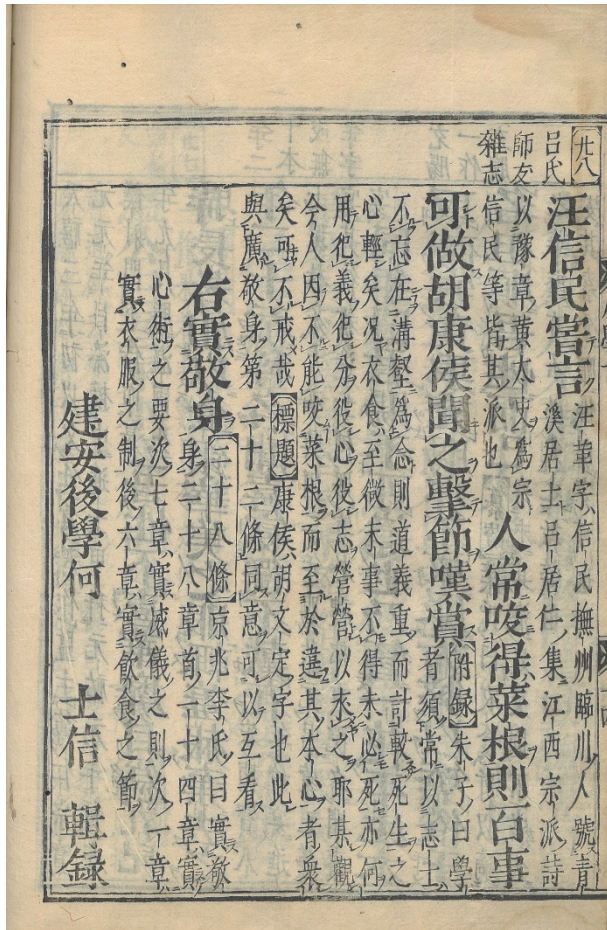 廿八
呂氏
師友
雜志
汪信民嘗言
汪革字信民撫州臨川人號青
溪居士呂居仁集江西宗派詩
以豫章黄太史爲宗
信民等皆其派也
人常咬得菜根則百事
可做胡康侯聞之擊節嘆賞
附録朱子曰學
者須常以志士
不忘在溝壑爲念則道義重而計較死生之
心輕矣况衣食至微末事不得未必死亦何
用犯義犯分役心役志營營以求之耶某觀
今人因不能咬菜根而至於違其本心者衆
矣可不戒哉標題康侯胡文定字也此
與廣敬身第二十二條同意可以互看
右實敬身
二十八條京兆李氏曰實敬
身二十八章首一十四章實
心術之要次七章實威儀之則次一章
實衣服之制後六章實飲食之節
建安後學何 士信 輯録